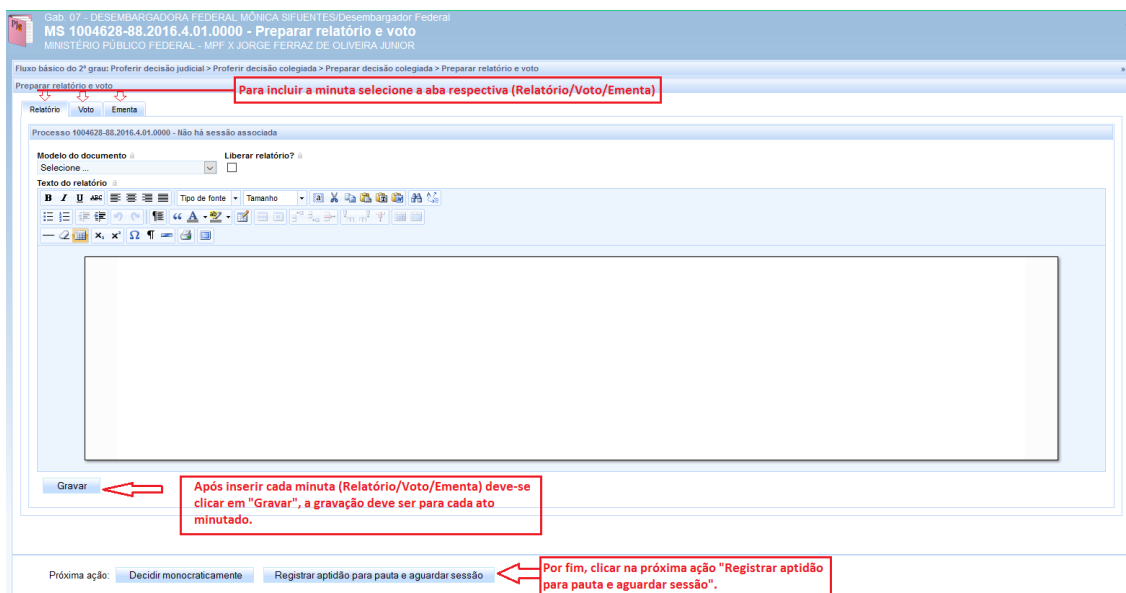 PJe
Gab. 07 - DESEMBARGADORA FEDERAL MÔNICA SIFUENTES/Desembargador Federal
MS 1004628-88.2016.4.01.0000 - Preparar relatório e voto
MINISTÉRIO PÚBLICO FEDERAL - MPF X JORGE FERRAZ DE OLIVEIRA JUNIOR
Fluxo básico do 2º grau: Proferir decisão judicial > Proferir decisão colegiada > Preparar decisão colegiada > Preparar relatório e voto »
Preparar relatório e voto
Para incluir a minuta selecione a aba respectiva (Relatório/Voto/Ementa)
Relatório Voto Ementa
Processo 1004628-88.2016.4.01.0000 - Não há sessão associada
Modelo do documento Liberar relatório?
Selecione ...
Texto do relatório
B I U ABC Tipo de fonte Tamanho
Gravar
Após inserir cada minuta (Relatório/Voto/Ementa) deve-se
clicar em "Gravar", a gravação deve ser para cada ato
minutado.
Próxima ação: Decidir monocraticamente Registrar aptidão para pauta e aguardar sessão
Por fim, clicar na próxima ação "Registrar aptidão
para pauta e aguardar sessão".